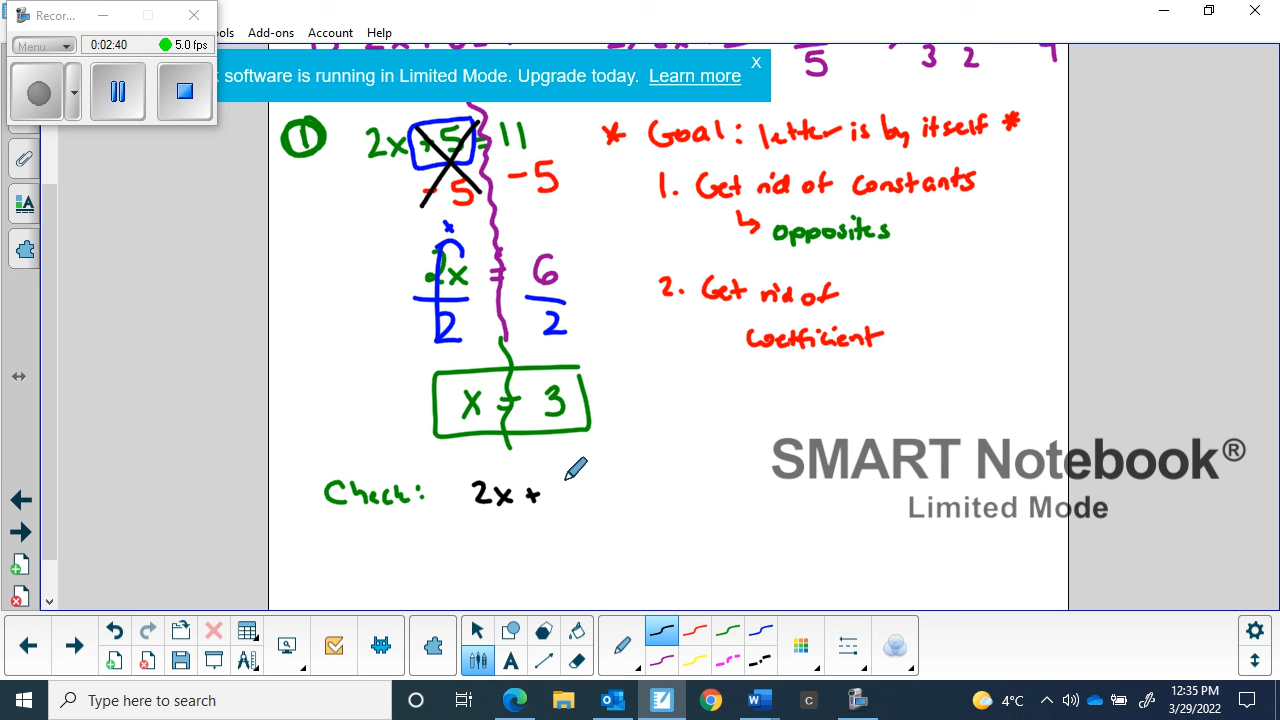 Recor...
Menu
0:02:40
5.0 fps
ols Add-ons Account Help
software is running in Limited Mode. Upgrade today. Learn more X
5
3 2
① 2x + 5 = 11
- 5 - 5
x
2x = 6
2 2
x = 3
Check: 2x +
* Goal: letter is by itself *
1. Get rid of constants
↳ opposites
2. Get rid of
coefficient
SMART Notebook®
Limited Mode
Type here to search
4°C
12:35 PM
3/29/2022